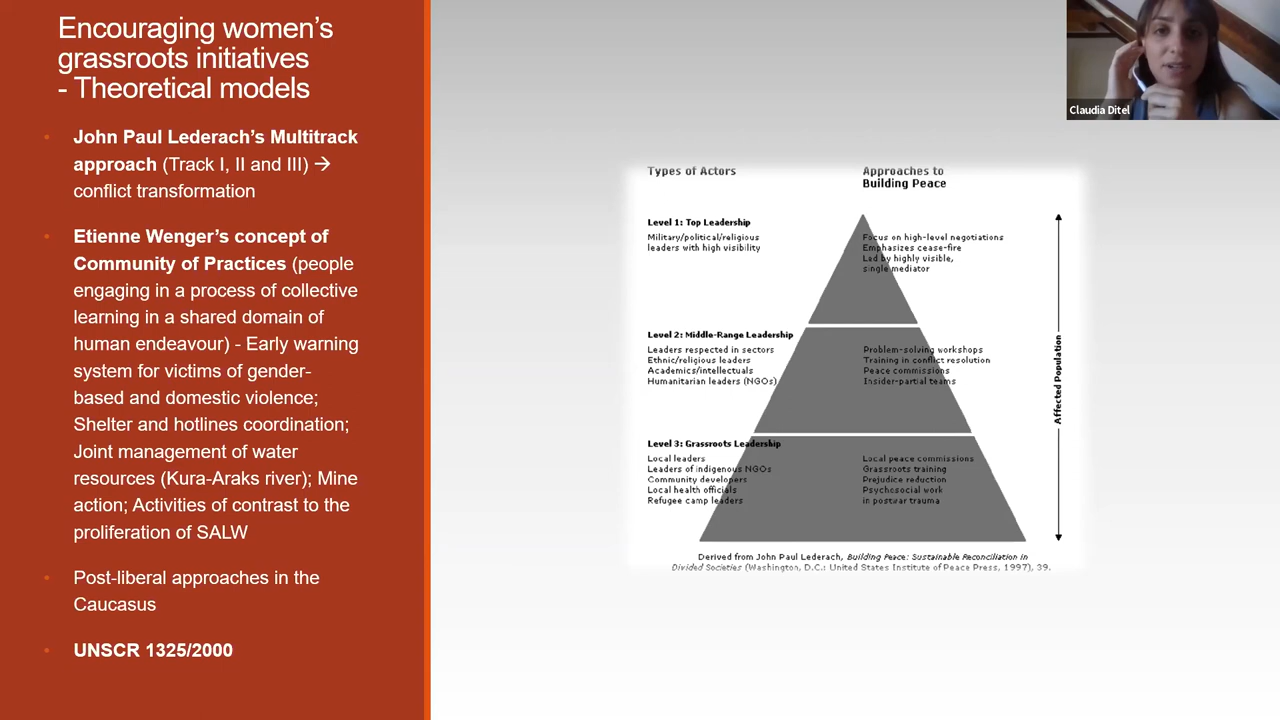 Encouraging women’s
grassroots initiatives
- Theoretical models
• John Paul Lederach’s Multitrack
approach (Track I, II and III) →
conflict transformation
• Etienne Wenger’s concept of
Community of Practices (people
engaging in a process of collective
learning in a shared domain of
human endeavour) - Early warning
system for victims of gender-
based and domestic violence;
Shelter and hotlines coordination;
Joint management of water
resources (Kura-Araks river); Mine
action; Activities of contrast to the
proliferation of SALW
• Post-liberal approaches in the
Caucasus
• UNSCR 1325/2000
Claudia Ditel
Types of Actors
Approaches to
Building Peace
Level 1: Top Leadership
Military/political/religious
leaders with high visibility
Focus on high-level negotiations
Emphasizes cease-fire
Led by highly visible,
single mediator
Level 2: Middle-Range Leadership
Leaders respected in sectors
Ethnic/religious leaders
Academics/intellectuals
Humanitarian leaders (NGOs)
Problem-solving workshops
Training in conflict resolution
Peace commissions
Insider-partial teams
Level 3: Grassroots Leadership
Local leaders
Leaders of indigenous NGOs
Community developers
Local health officials
Refugee camp leaders
Local peace commissions
Grassroots training
Prejudice reduction
Psychosocial work
in postwar trauma
Affected Population
Derived from John Paul Lederach, Building Peace: Sustainable Reconciliation in
Divided Societies (Washington, D.C.: United States Institute of Peace Press, 1997), 39.